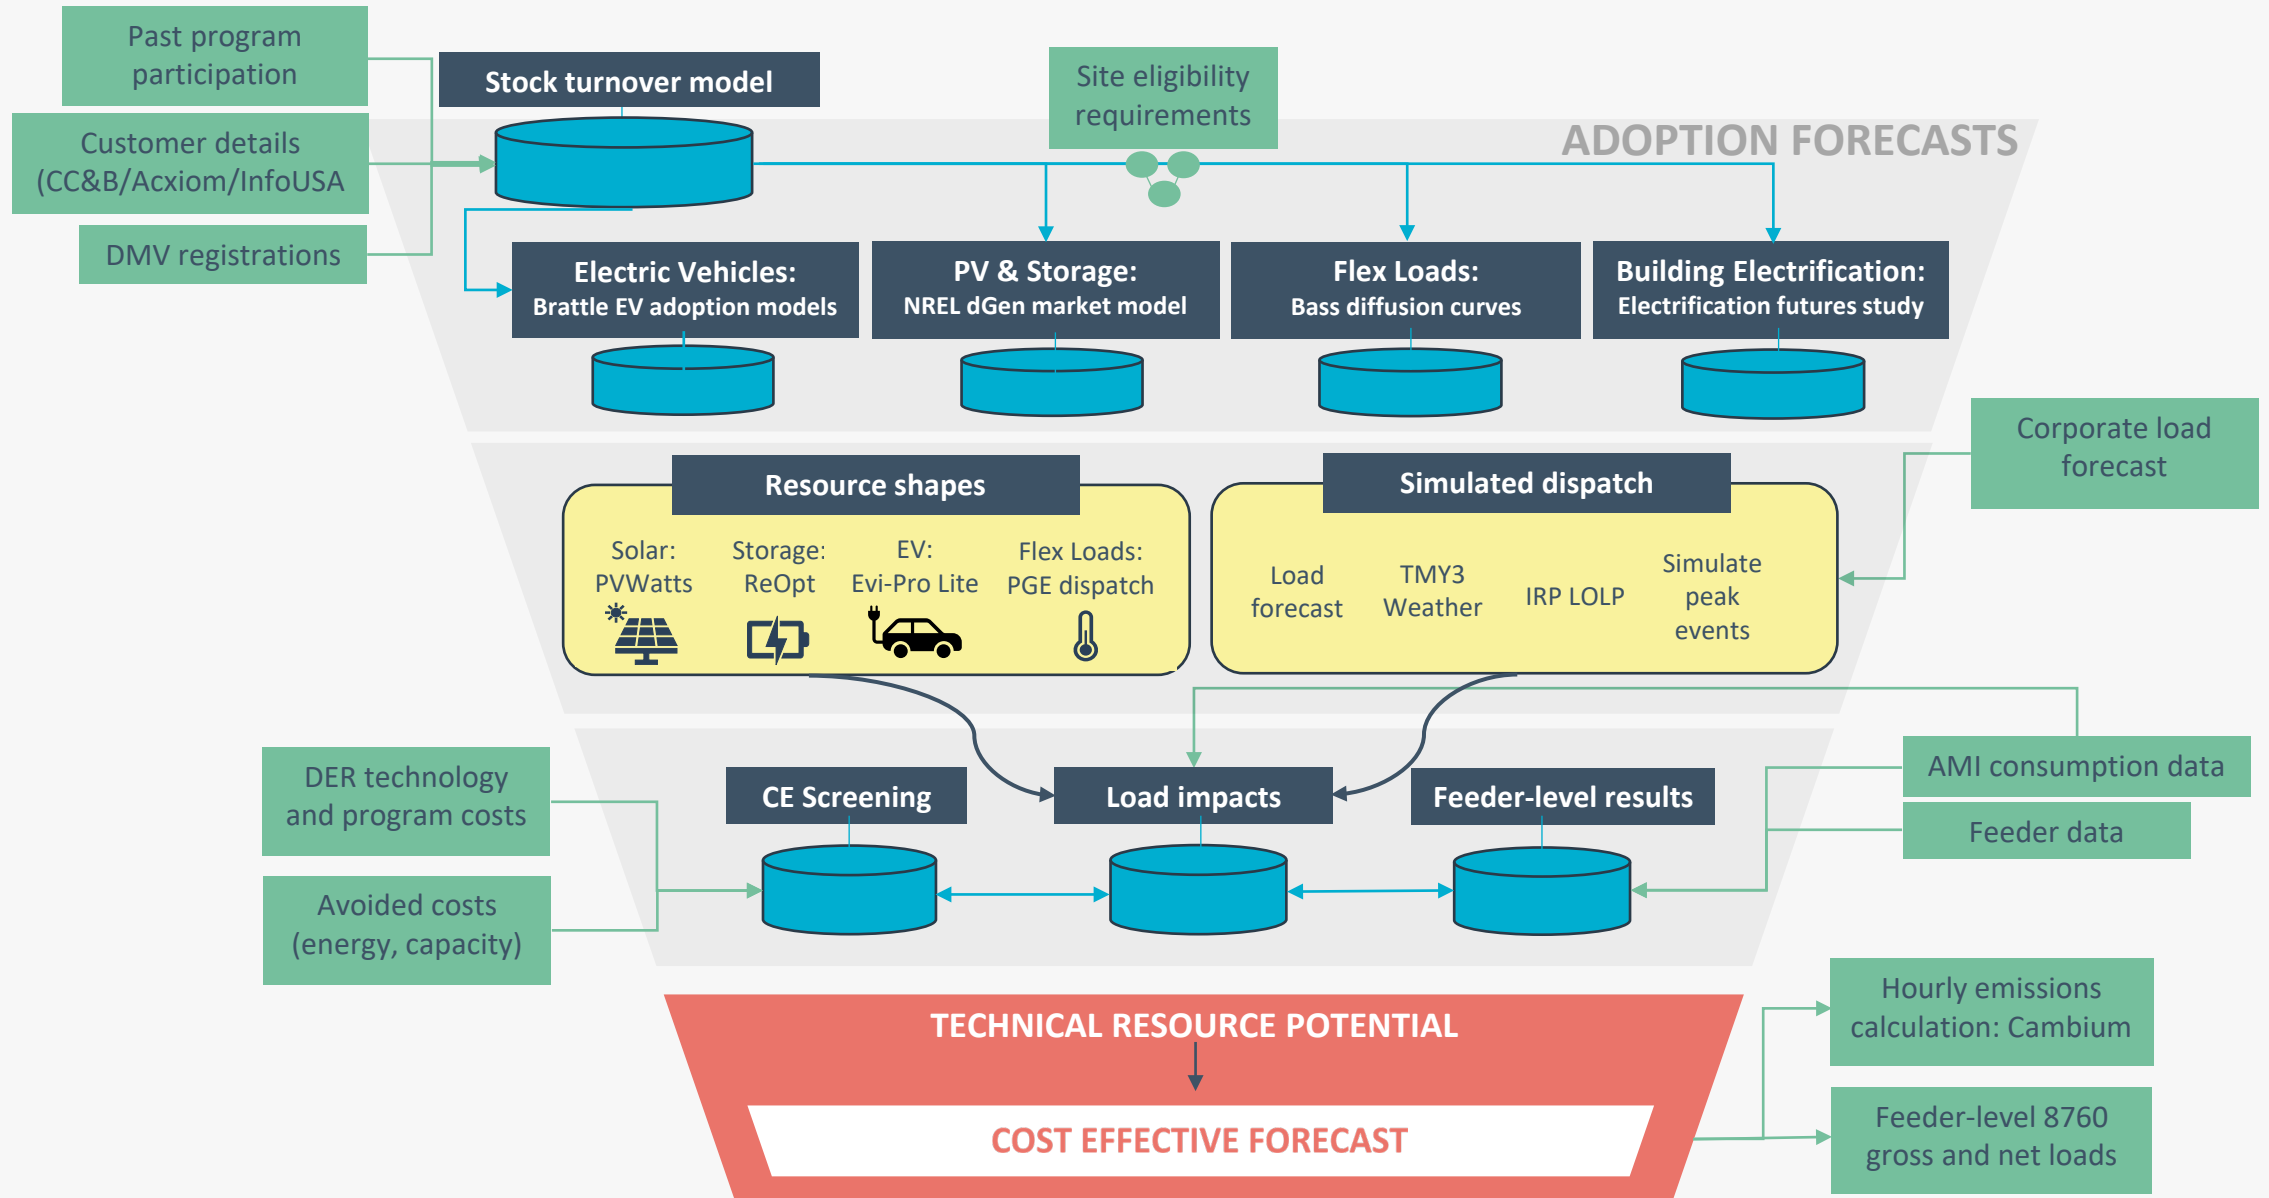 Past program
participation
Stock turnover model
Site eligibility
requirements
Customer details
(CC&B/Acxiom/InfoUSA
ADOPTION FORECASTS
DMV registrations
Electric Vehicles:
Brattle EV adoption models
PV & Storage:
NREL dGen market model
Flex Loads:
Bass diffusion curves
Building Electrification:
Electrification futures study
Corporate load
forecast
Resource shapes
Solar:
PVWatts
Storage:
ReOpt
EV:
Evi-Pro Lite
Flex Loads:
PGE dispatch
Simulated dispatch
Load
forecast
TMY3
Weather
IRP LOLP
Simulate
peak
events
DER technology
and program costs
CE Screening
Load impacts
Feeder-level results
AMI consumption data
Feeder data
Avoided costs
(energy, capacity)
TECHNICAL RESOURCE POTENTIAL
COST EFFECTIVE FORECAST
Hourly emissions
calculation: Cambium
Feeder-level 8760
gross and net loads